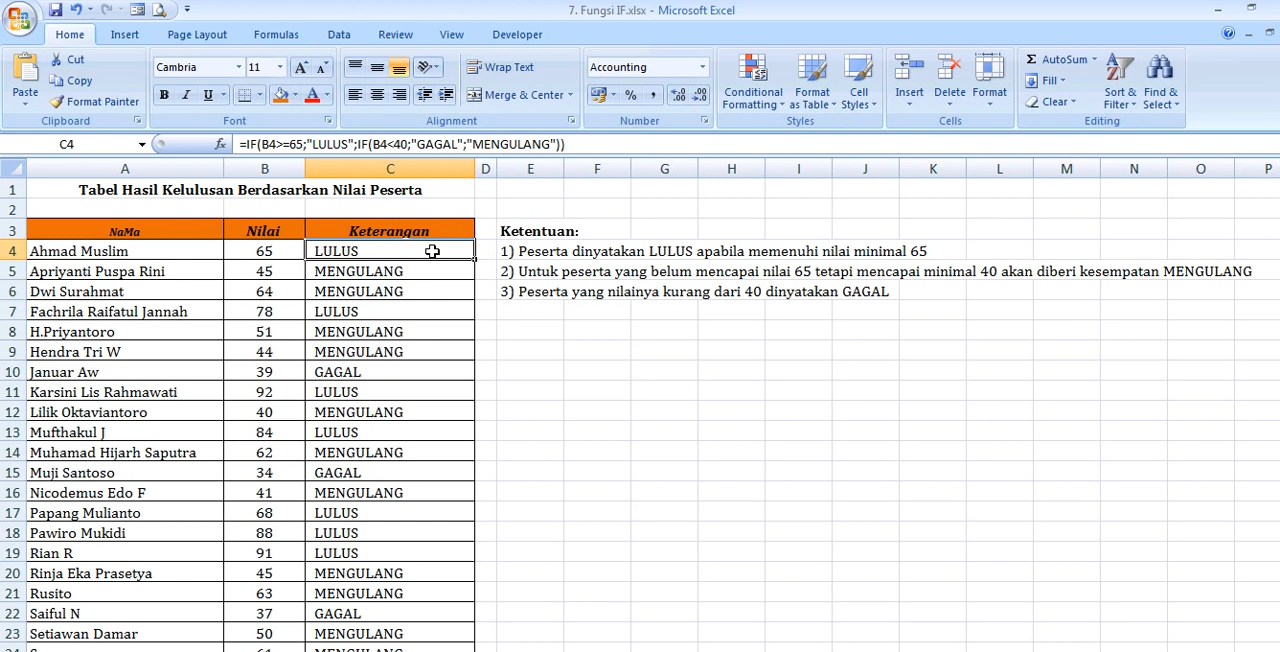 7. Fungsi IF.xlsx - Microsoft Excel
Home Insert Page Layout Formulas Data Review View Developer
Paste
Cut
Copy
Format Painter
Clipboard
Cambria 11
B I U
Font
Wrap Text
Merge & Center
Alignment
Accounting
Number
Conditional Formatting
Format as Table
Cell Styles
Styles
Insert
Delete
Format
Cells
AutoSum
Fill
Clear
Sort & Filter
Find & Select
Editing
C4 fx =IF(B4>=65;"LULUS";IF(B4<40;"GAGAL";"MENGULANG"))
A B C D E F G H I J K L M N O P
1 Tabel Hasil Kelulusan Berdasarkan Nilai Peserta
2
3 NaMa Nilai Keterangan Ketentuan:
4 Ahmad Muslim 65 LULUS 1) Peserta dinyatakan LULUS apabila memenuhi nilai minimal 65
5 Apriyanti Puspa Rini 45 MENGULANG 2) Untuk peserta yang belum mencapai nilai 65 tetapi mencapai minimal 40 akan diberi kesempatan MENGULANG
6 Dwi Surahmat 64 MENGULANG 3) Peserta yang nilainya kurang dari 40 dinyatakan GAGAL
7 Fachrila Raifatul Jannah 78 LULUS
8 H.Priyantoro 51 MENGULANG
9 Hendra Tri W 44 MENGULANG
10 Januar Aw 39 GAGAL
11 Karsini Lis Rahmawati 92 LULUS
12 Lilik Oktaviantoro 40 MENGULANG
13 Mufthakul J 84 LULUS
14 Muhamad Hijarh Saputra 62 MENGULANG
15 Muji Santoso 34 GAGAL
16 Nicodemus Edo F 41 MENGULANG
17 Papang Mulianto 68 LULUS
18 Pawiro Mukidi 88 LULUS
19 Rian R 91 LULUS
20 Rinja Eka Prasetya 45 MENGULANG
21 Rusito 63 MENGULANG
22 Saiful N 37 GAGAL
23 Setiawan Damar 50 MENGULANG